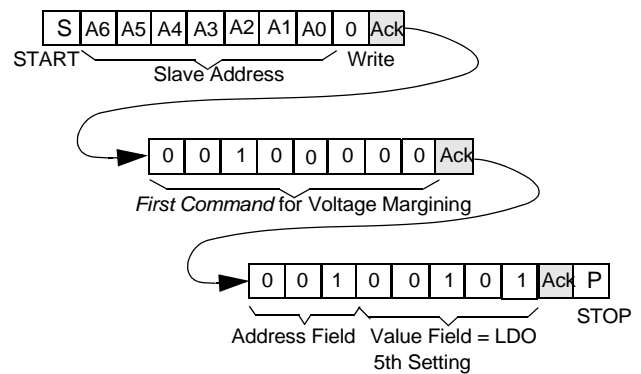 S A6 A5 A4 A3 A2 A1 A0 0 Ack
START Slave Address Write
0 0 1 0 0 0 0 0 Ack
First Command for Voltage Margining
0 0 1 0 0 1 0 1 Ack P
STOP
Address Field Value Field = LDO
5th Setting